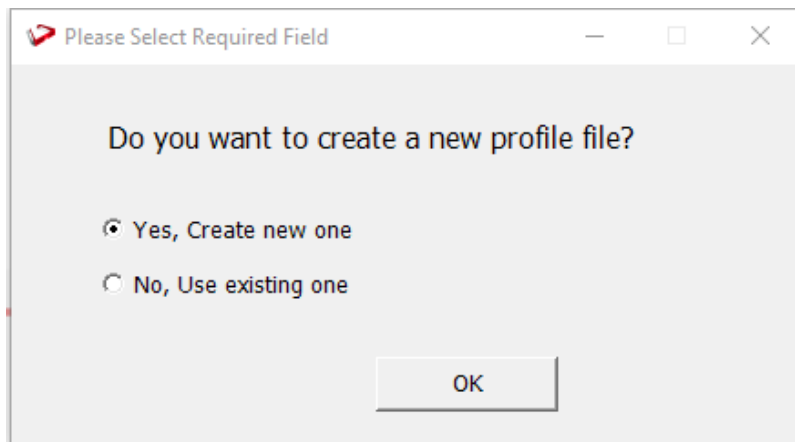 Please Select Required Field
Do you want to create a new profile file?
Yes, Create new one
No, Use existing one
OK